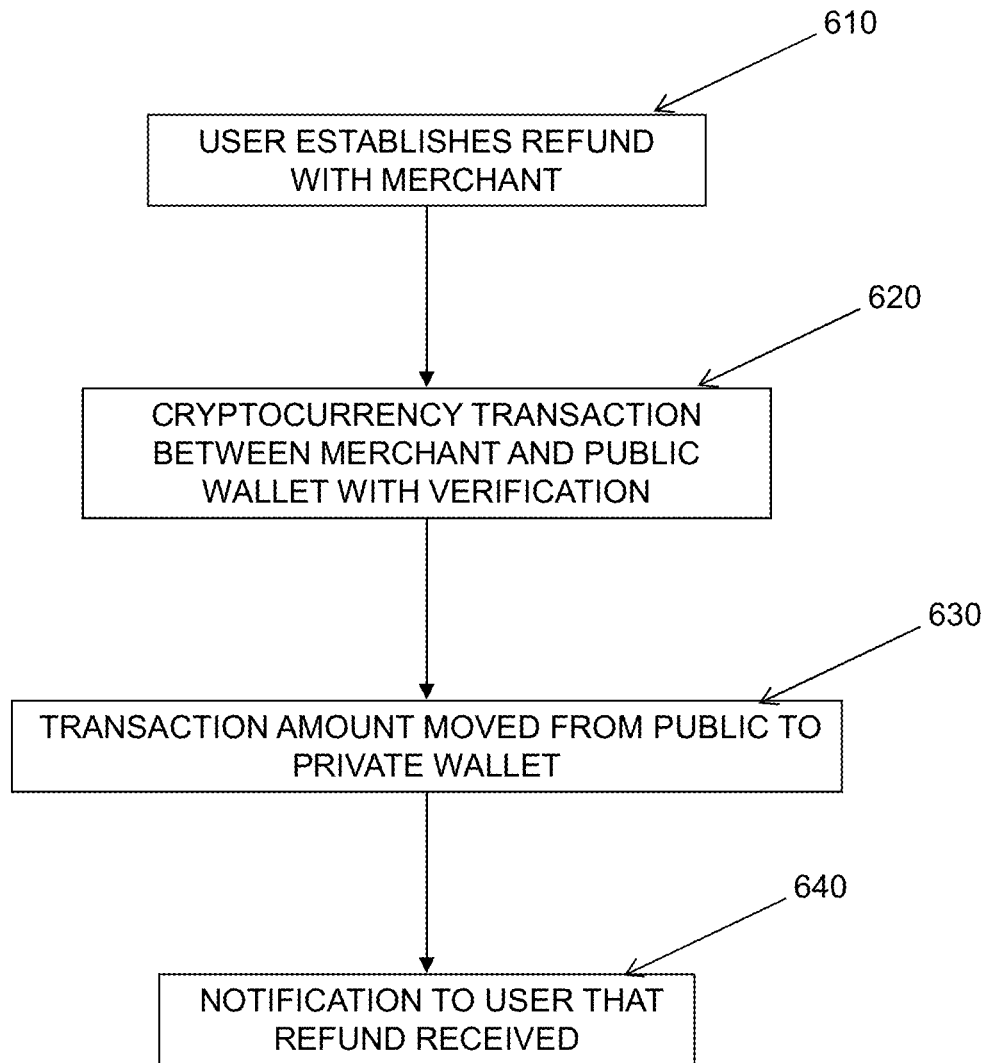 610
USER ESTABLISHES REFUND
WITH MERCHANT
620
CRYPTOCURRENCY TRANSACTION
BETWEEN MERCHANT AND PUBLIC
WALLET WITH VERIFICATION
630
TRANSACTION AMOUNT MOVED FROM PUBLIC TO
PRIVATE WALLET
640
NOTIFICATION TO USER THAT
REFUND RECEIVED